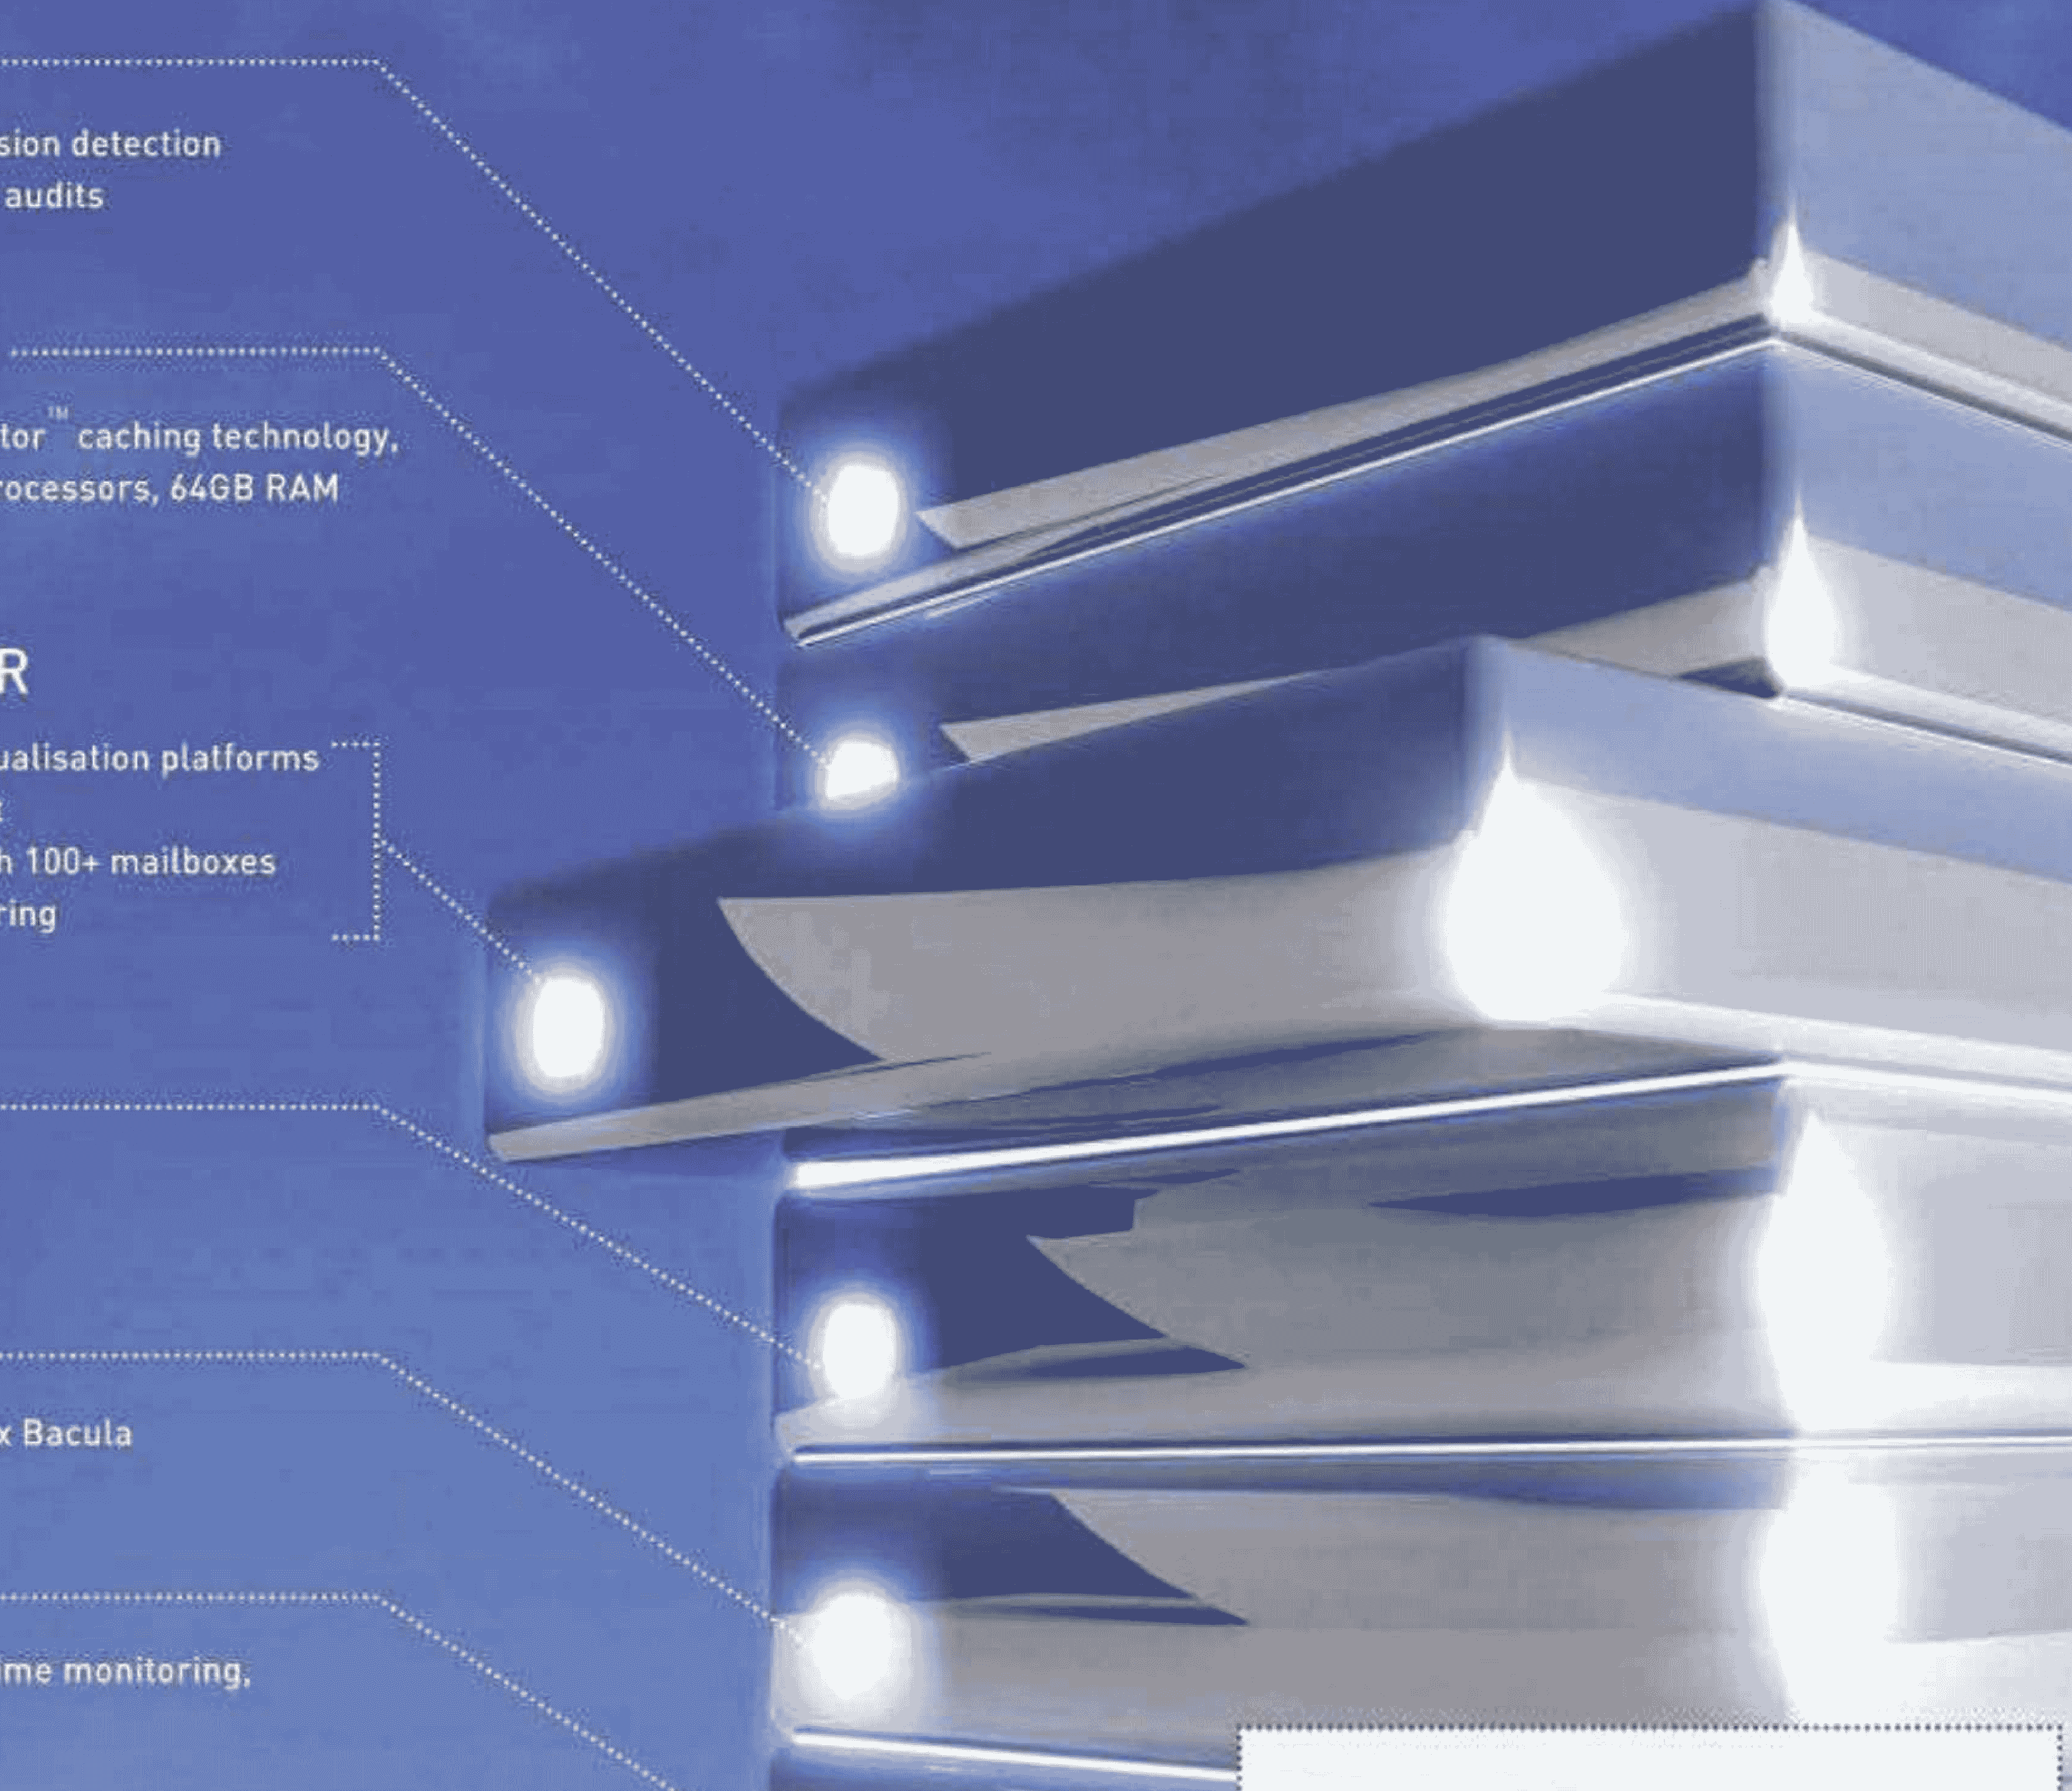 sion detection
audits
tor™ caching technology,
rocessors, 64GB RAM
R
ualisation platforms
h 100+ mailboxes
ring
x Bacula
me monitoring,